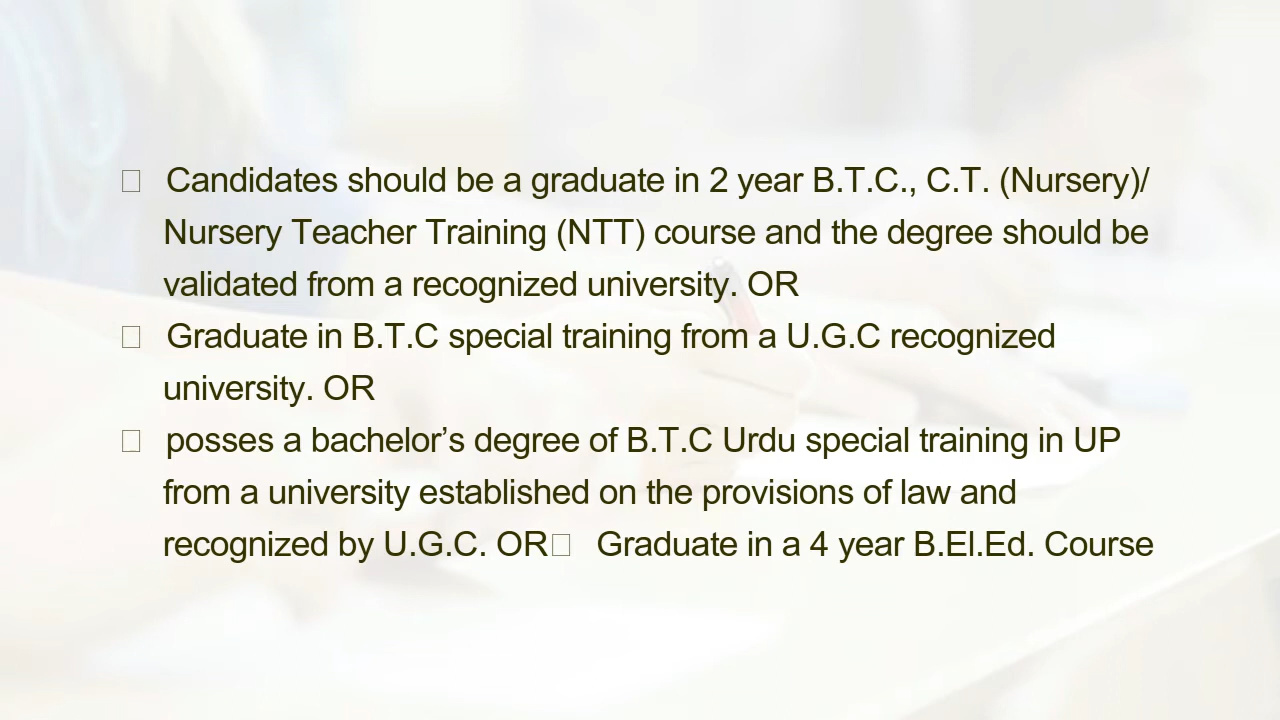 □ Candidates should be a graduate in 2 year B.T.C., C.T. (Nursery)/
Nursery Teacher Training (NTT) course and the degree should be
validated from a recognized university. OR
□ Graduate in B.T.C special training from a U.G.C recognized
university. OR
□ posses a bachelor’s degree of B.T.C Urdu special training in UP
from a university established on the provisions of law and
recognized by U.G.C. OR□ Graduate in a 4 year B.El.Ed. Course